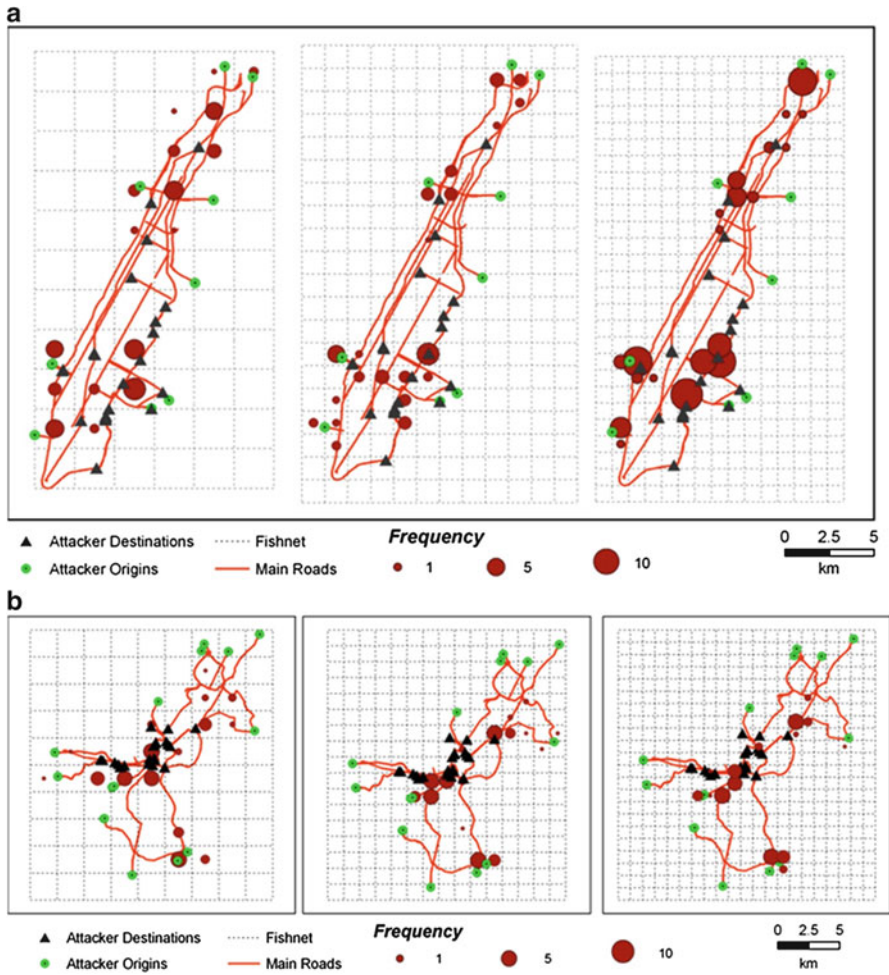 a
Attacker Destinations Fishnet Frequency 0 2.5 5
Attacker Origins Main Roads 1 5 10 km
b
Attacker Destinations Fishnet Frequency 0 2.5 5
Attacker Origins Main Roads 1 5 10 km